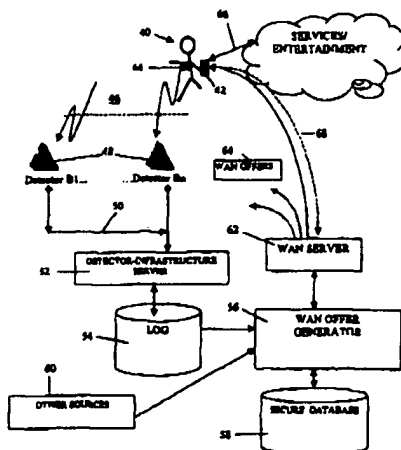 40
66
SERVICES/
ENTERTAINMENT
44
42
46
68
64
WAN OFFERS
48
Detector B1...
...Detector Bn
50
62
WAN SERVER
52
DETECTOR-INFRASTRUCTURE
SERVER
56
WAN OFFER
GENERATOR
LOG
54
60
OTHER SOURCES
SECURE DATABASE
58